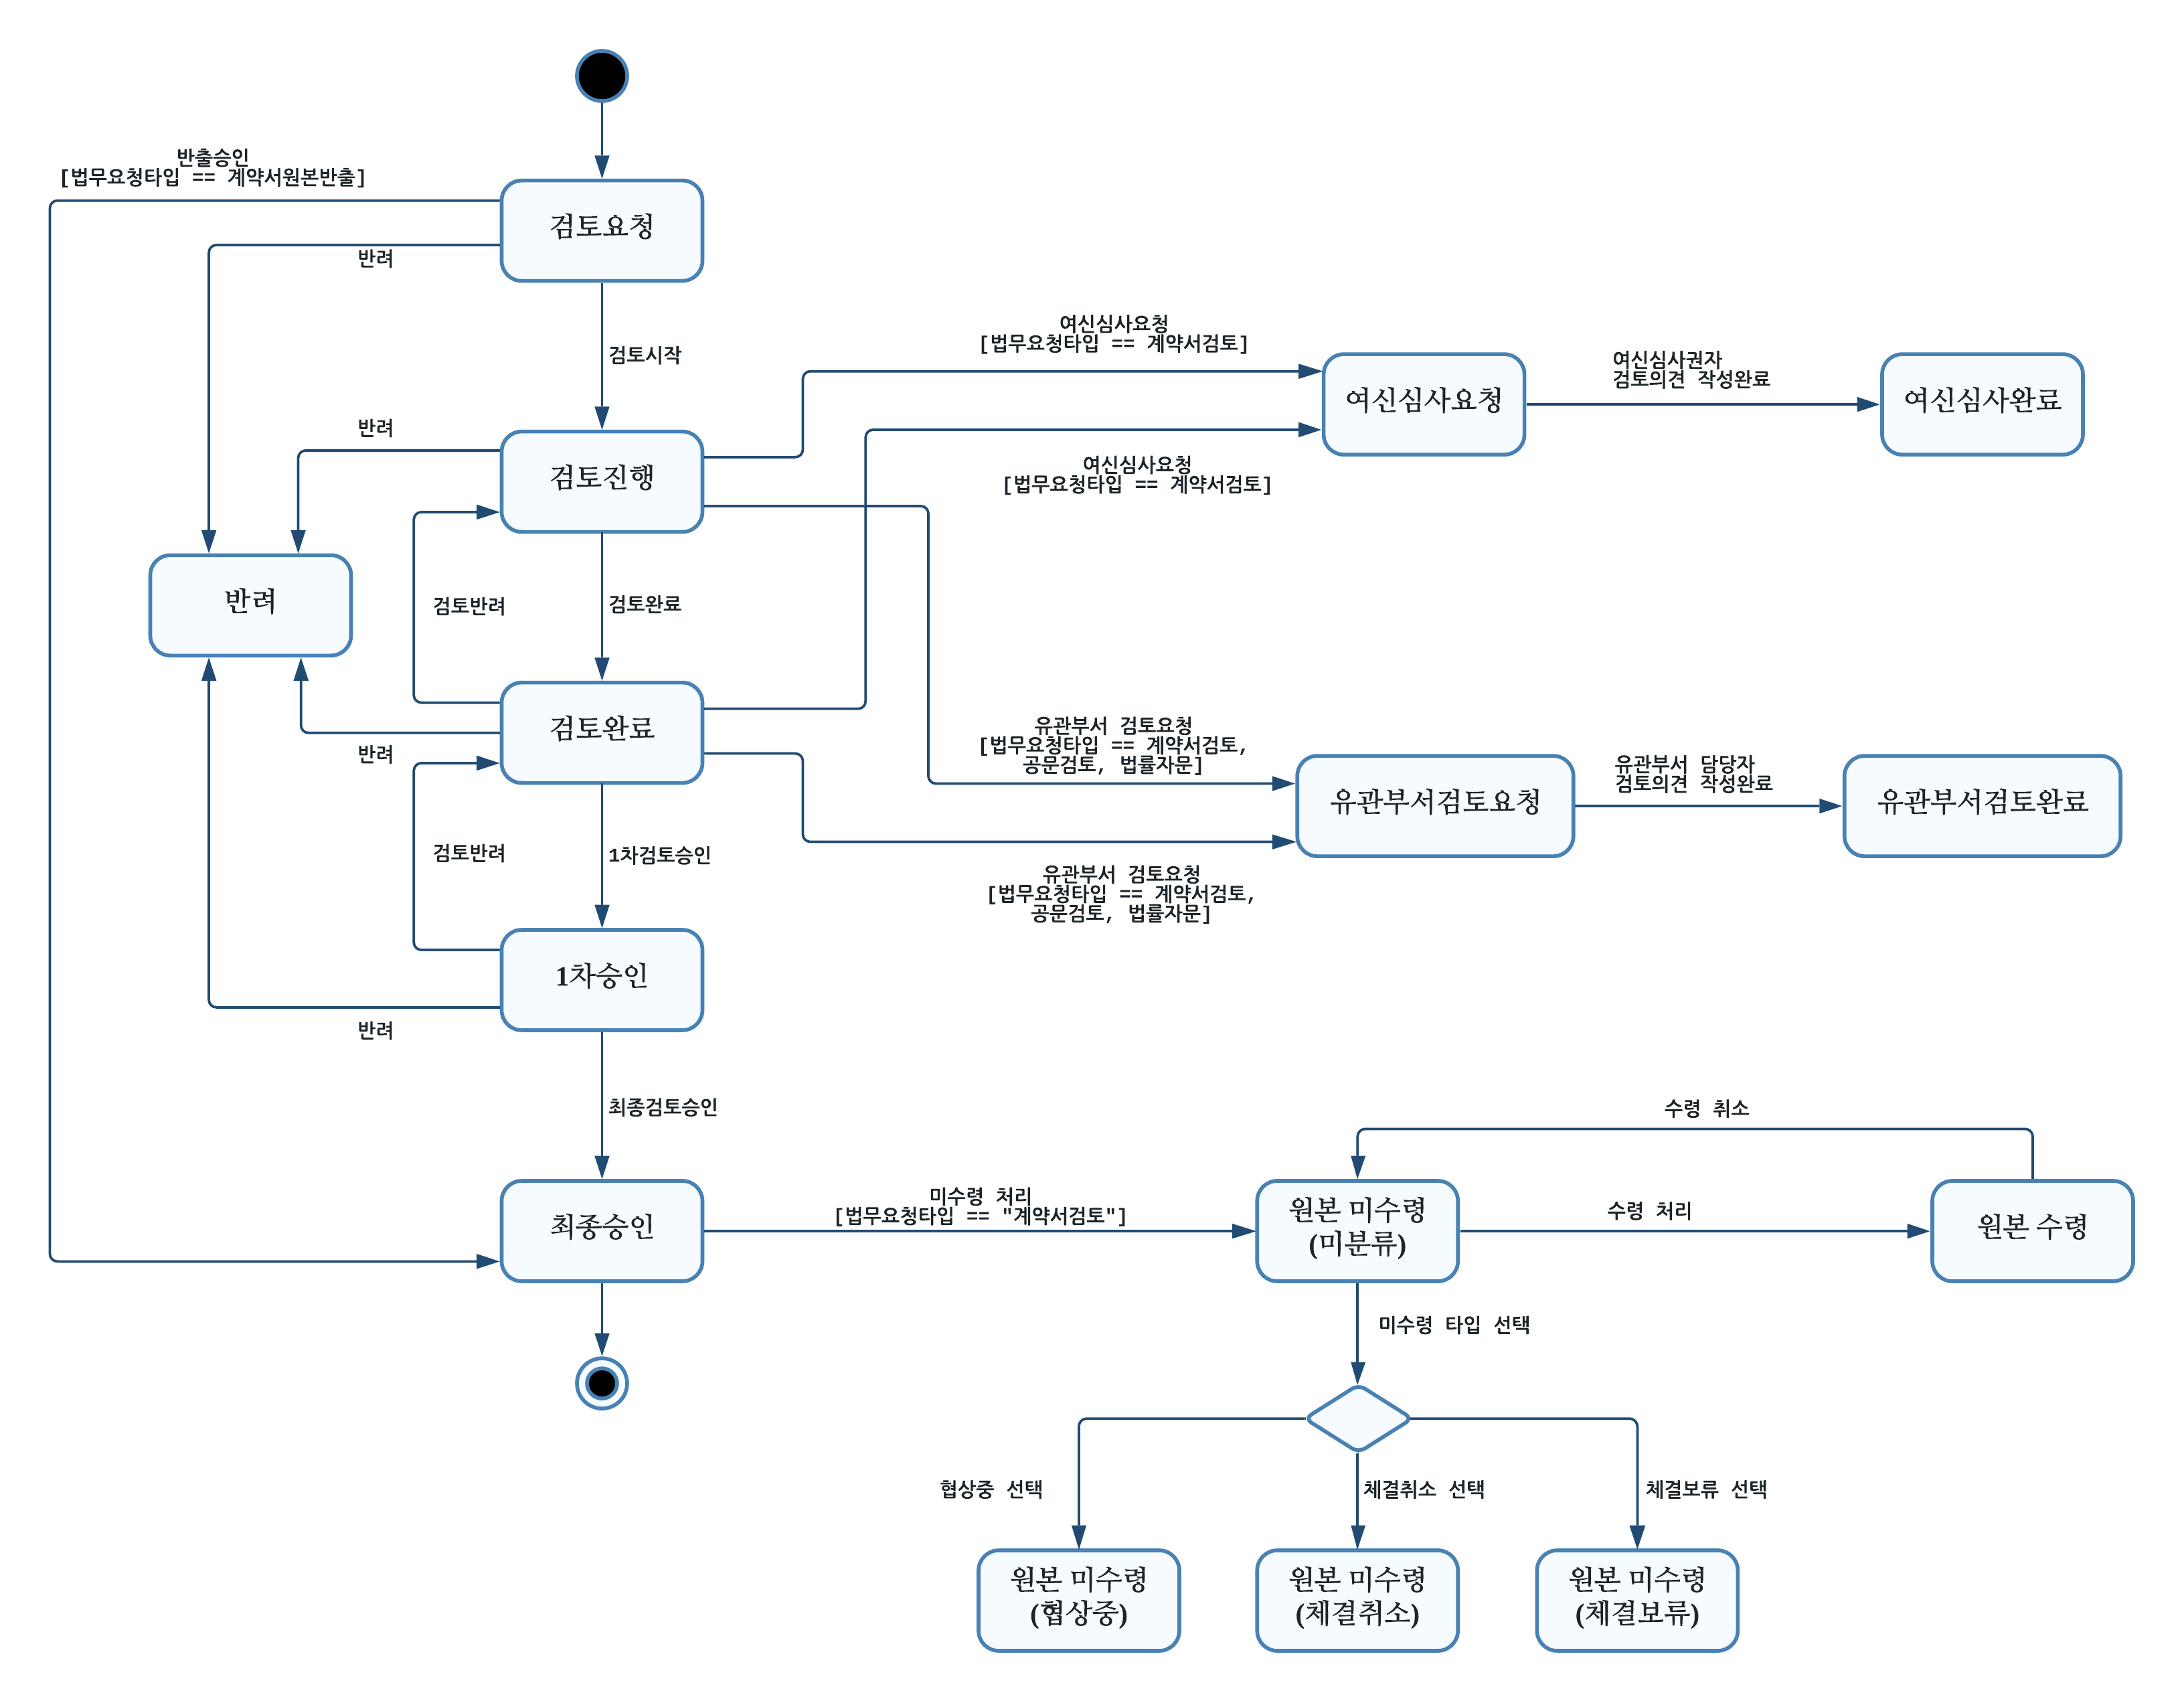 반출승인
[법무요청타입 == 계약서원본반출]
검토요청
반려
검토시작
여신심사요청
[법무요청타입 == 계약서검토]
여신심사요청
여신심사권자
검토의견 작성완료
여신심사완료
반려
검토진행
여신심사요청
[법무요청타입 == 계약서검토]
반려
검토반려
검토완료
검토완료
반려
유관부서 검토요청
[법무요청타입 == 계약서검토,
공문검토, 법률자문]
유관부서검토요청
유관부서 담당자
검토의견 작성완료
유관부서검토완료
검토반려
1차검토승인
유관부서 검토요청
[법무요청타입 == 계약서검토,
공문검토, 법률자문]
1차승인
반려
최종검토승인
수령 취소
최종승인
미수령 처리
[법무요청타입 == "계약서검토"]
원본 미수령
(미분류)
수령 처리
원본 수령
미수령 타입 선택
협상중 선택
체결취소 선택
체결보류 선택
원본 미수령
(협상중)
원본 미수령
(체결취소)
원본 미수령
(체결보류)